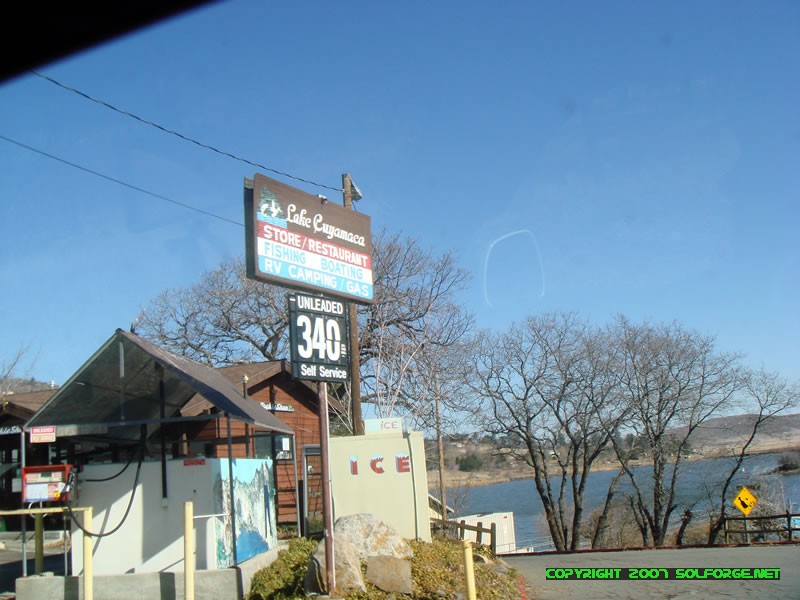 Lake Cuyamaca
STORE/RESTAURANT
FISHING BOATING
RV CAMPING/GAS
UNLEADED
340
Self Service
ICE
ICE
COPYRIGHT 2007 SOLFORGE.NET